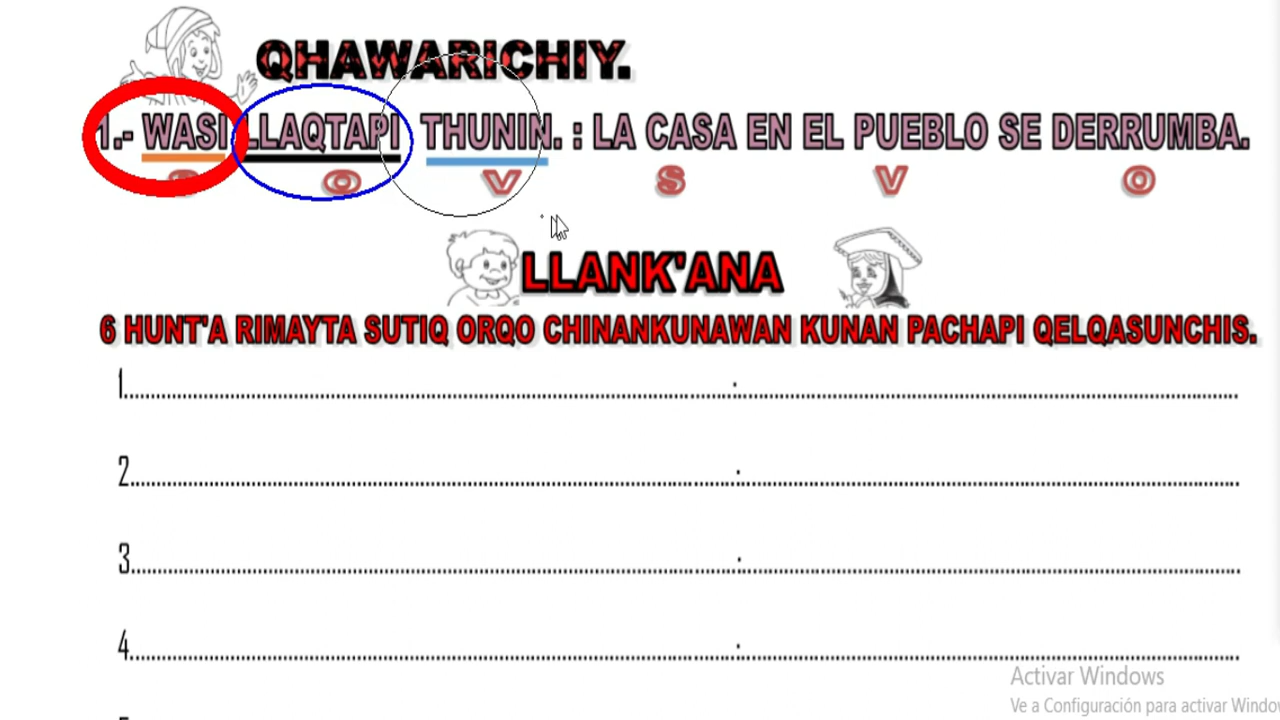 QHAWARICHIY.
1.- WASI LLAQTAPI THUNIN. : LA CASA EN EL PUEBLO SE DERRUMBA.
O V S V O
LLANK'ANA
6 HUNT'A RIMAYTA SUTIQ ORQO CHINANKUNAWAN KUNAN PACHAPI QELQASUNCHIS.
1............................................................:............................................................
2............................................................:............................................................
3............................................................:............................................................
4............................................................:............................................................
Activar Windows
Ve a Configuración para activar